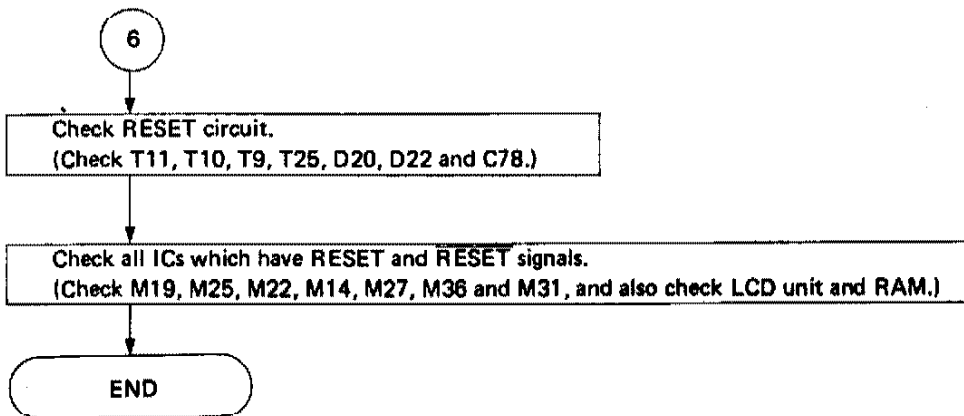 6
Check RESET circuit.
(Check T11, T10, T9, T25, D20, D22 and C78.)
Check all ICs which have RESET and R̅E̅S̅E̅T̅ signals.
(Check M19, M25, M22, M14, M27, M36 and M31, and also check LCD unit and RAM.)
END